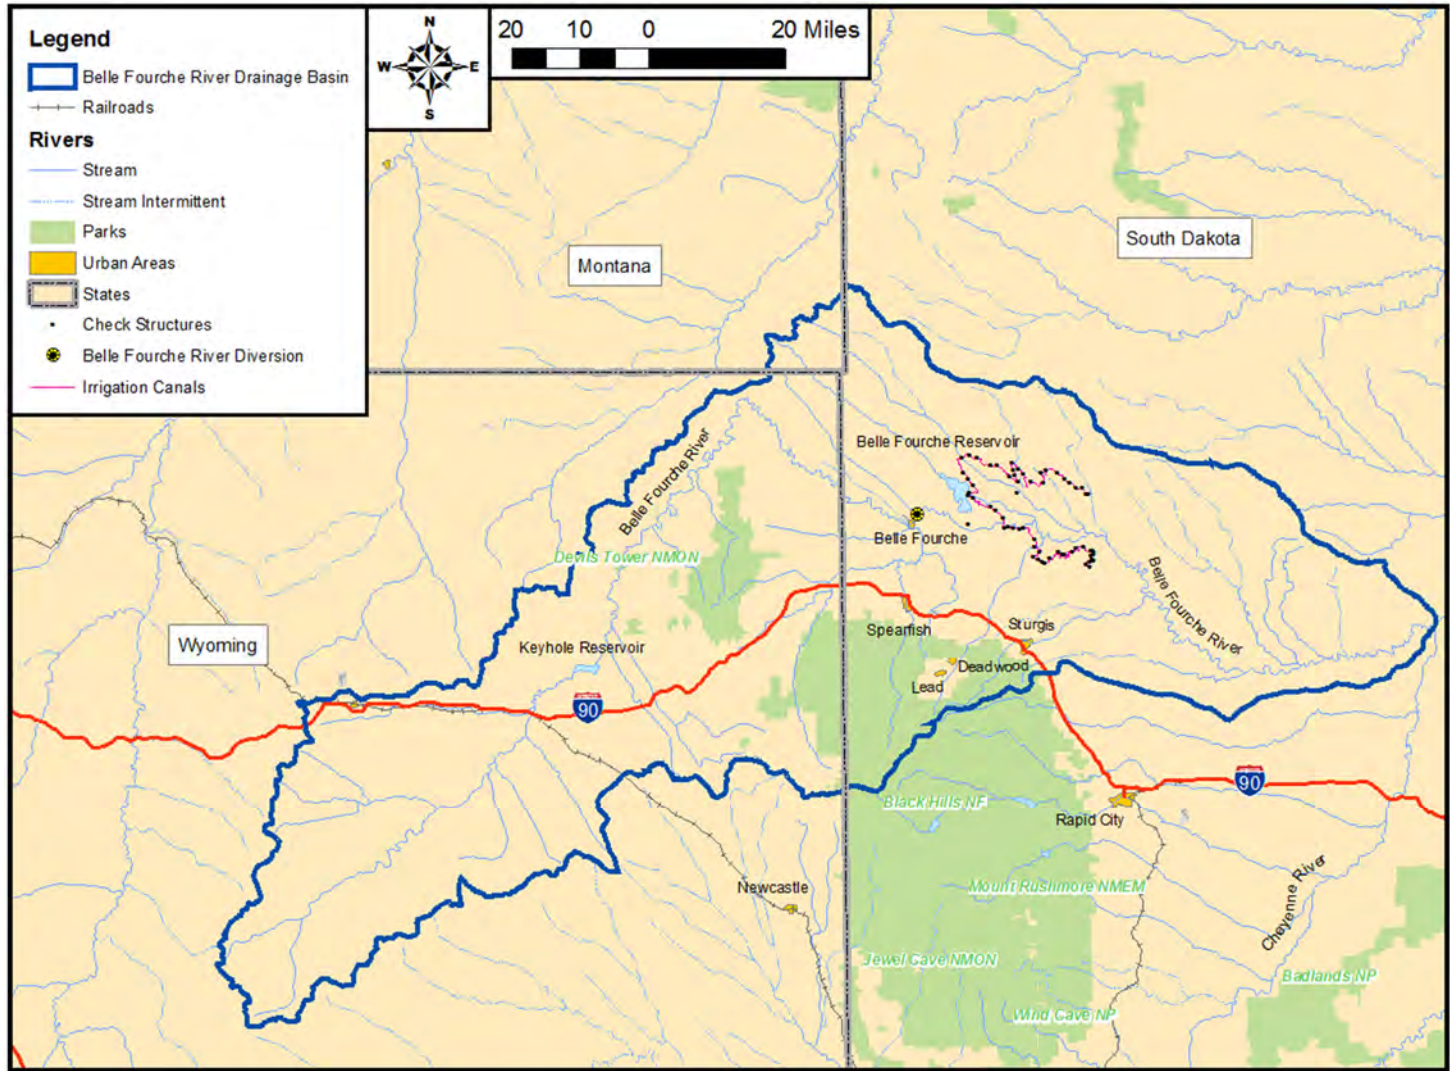 Legend
Belle Fourche River Drainage Basin
Railroads
Rivers
Stream
Stream Intermittent
Parks
Urban Areas
States
Check Structures
Belle Fourche River Diversion
Irrigation Canals
N
W E
S
20 10 0 20 Miles
Montana
South Dakota
Belle Fourche River
Belle Fourche Reservoir
Belle Fourche
Devils Tower NMON
Belle Fourche River
Wyoming
Keyhole Reservoir
Spearfish
Sturgis
Deadwood
Lead
90
90
Black Hills NF
Rapid City
Newcastle
Mount Rushmore NMEM
Cheyenne River
Jewel Cave NMON
Badlands NP
Wind Cave NP